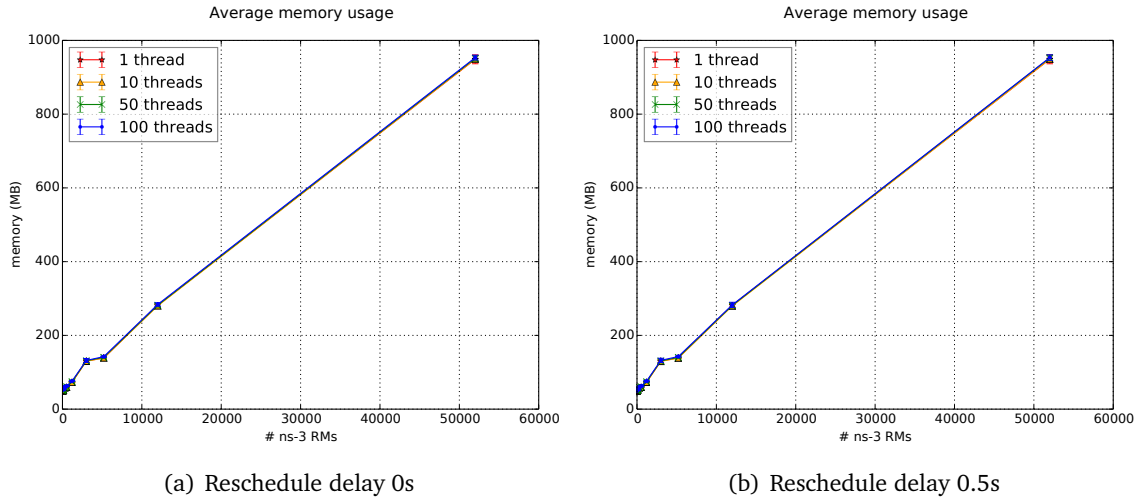 Average memory usage
1000
800
600
400
200
0
memory (MB)
1 thread
10 threads
50 threads
100 threads
0
10000
20000
30000
40000
50000
60000
# ns-3 RMs
(a) Reschedule delay 0s
Average memory usage
1000
800
600
400
200
0
memory (MB)
1 thread
10 threads
50 threads
100 threads
0
10000
20000
30000
40000
50000
60000
# ns-3 RMs
(b) Reschedule delay 0.5s